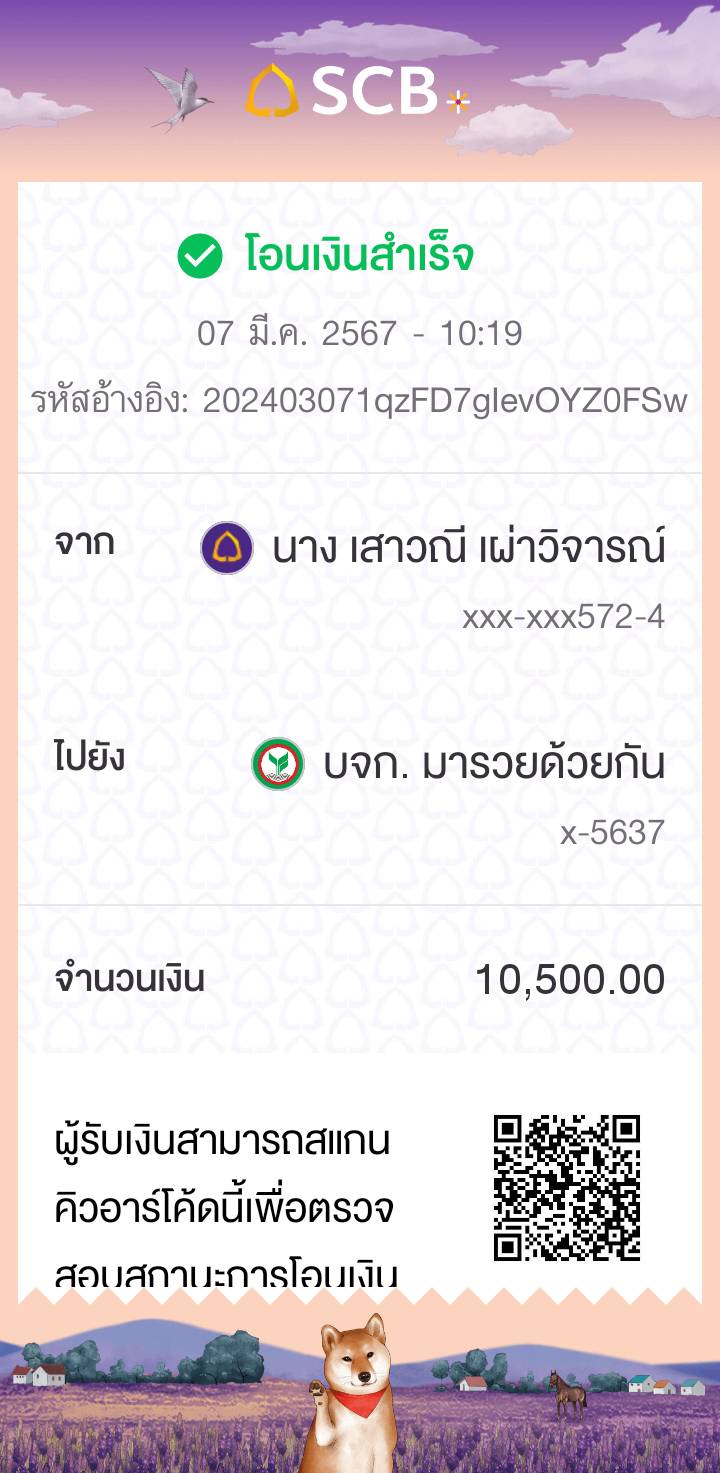 SCB
โอนเงินสำเร็จ
07 มี.ค. 2567 - 10:19
รหัสอ้างอิง: 202403071qzFD7glevOYZ0FSw
จาก
นาง เสาวณี เผ่าวิจารณ์
xxx-xxx572-4
ไปยัง
บจก. มารวยด้วยกัน
x-5637
จำนวนเงิน 10,500.00
ผู้รับเงินสามารถสแกน
คิวอาร์โค้ดนี้เพื่อตรวจ
สอบสถานะการโอนเงิน